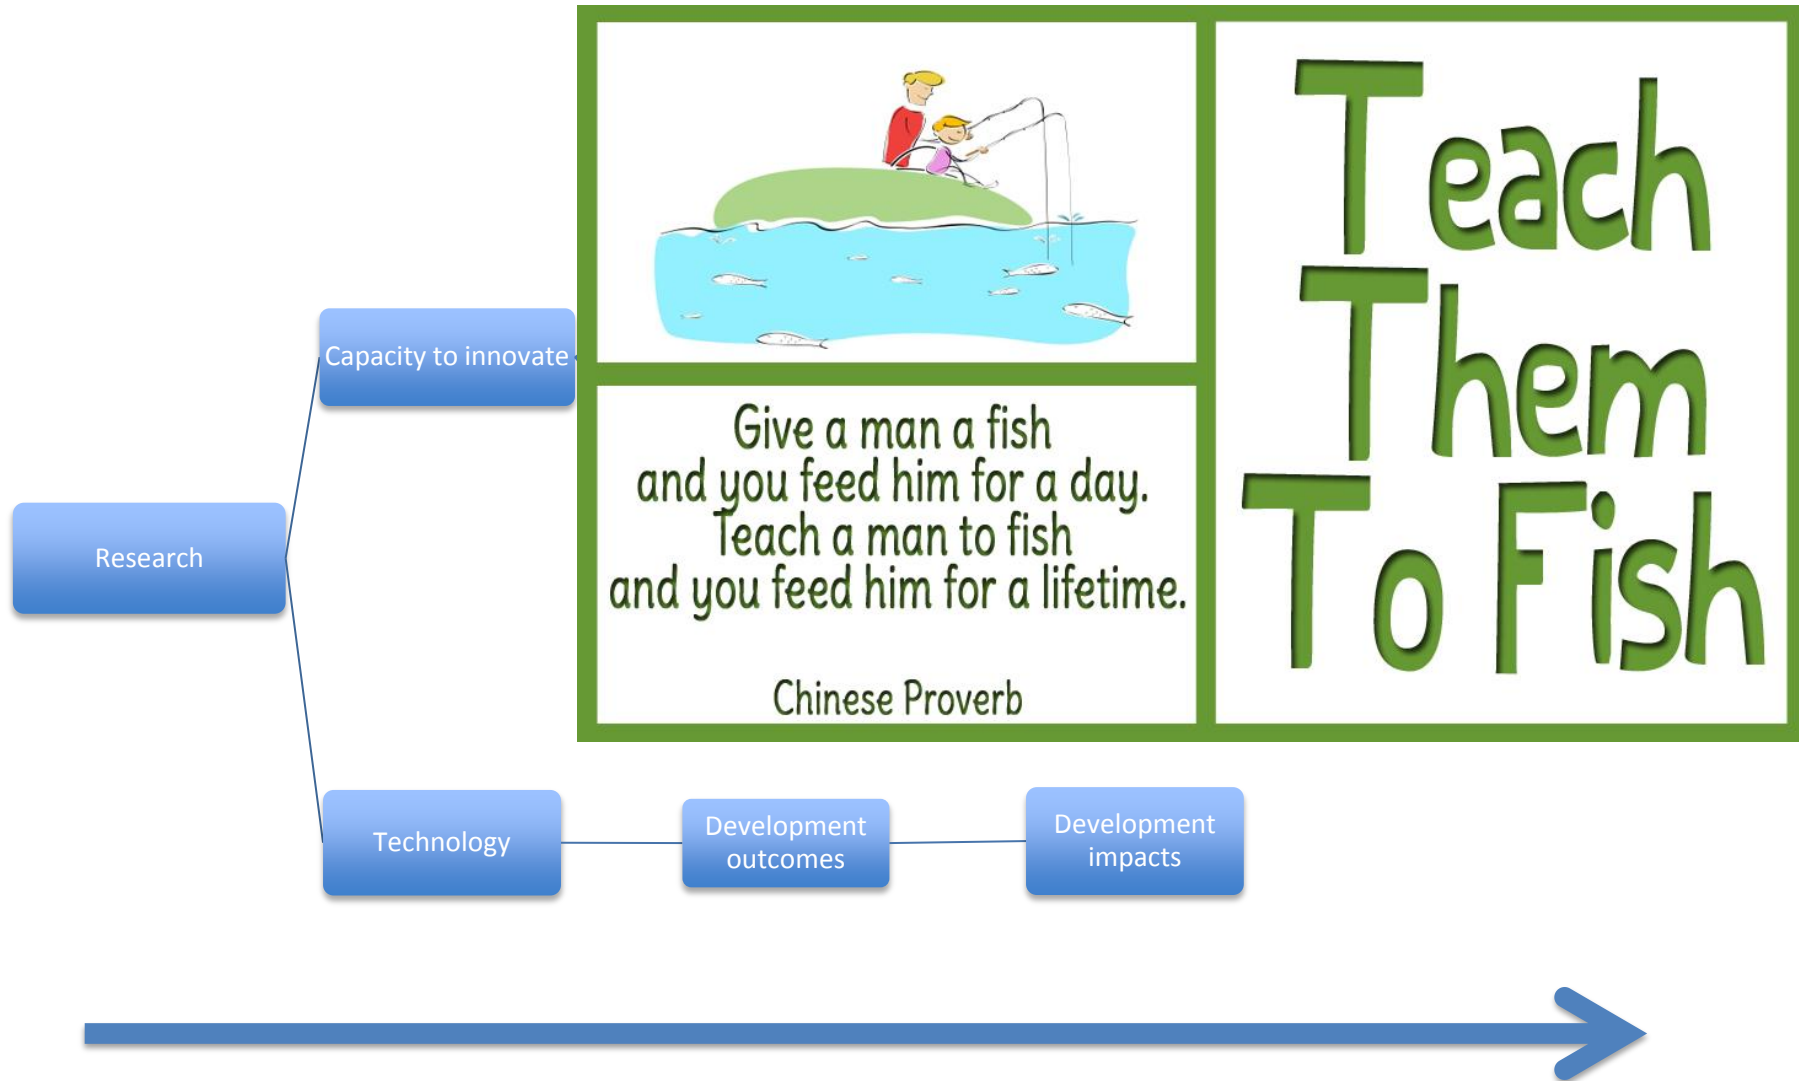 Research
Capacity to innovate
Give a man a fish
and you feed him for a day.
Teach a man to fish
and you feed him for a lifetime.
Chinese Proverb
Teach
Them
To Fish
Technology
Development
outcomes
Development
impacts